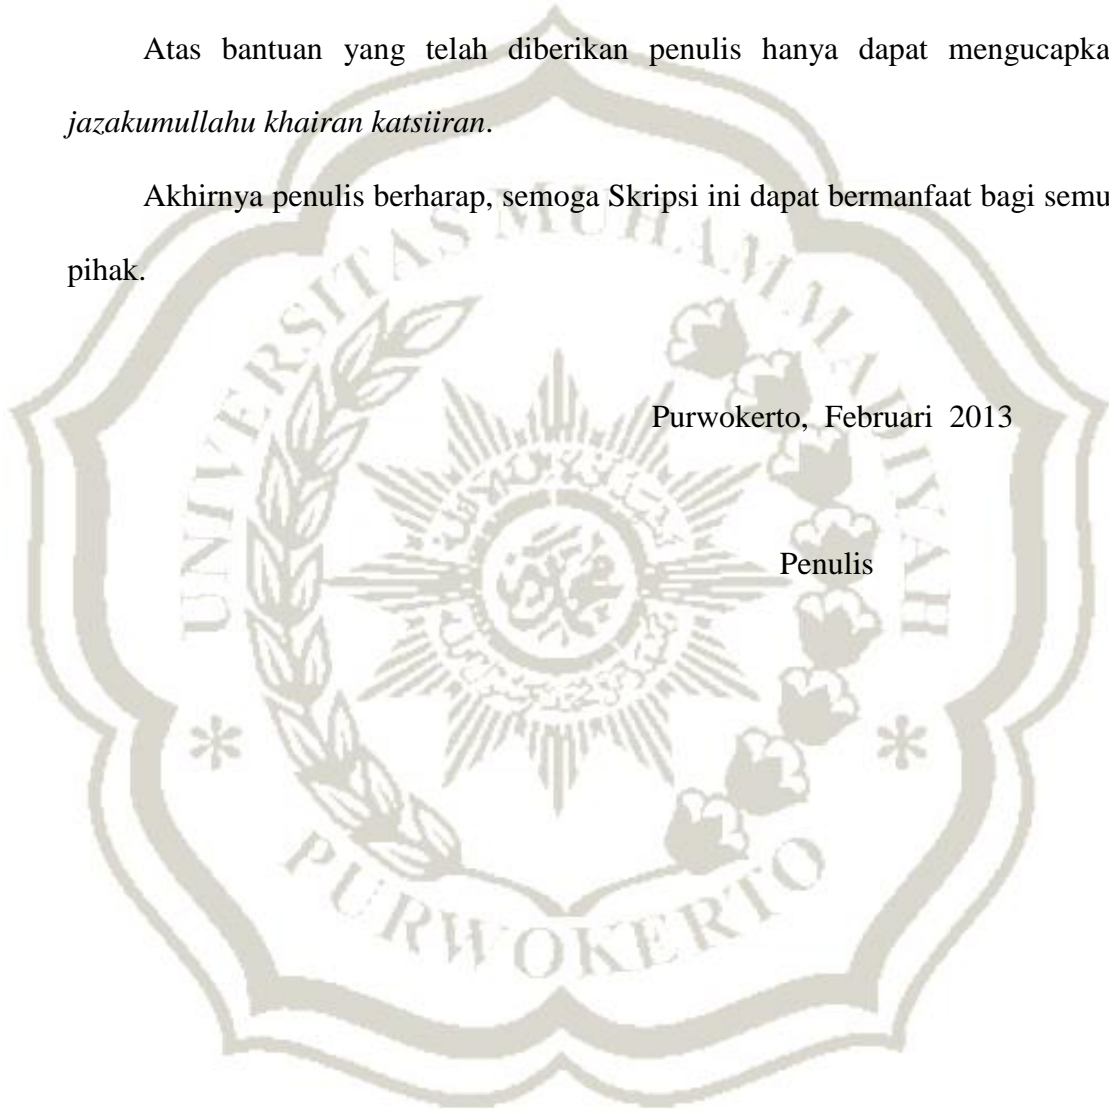 Atas bantuan yang telah diberikan penulis hanya dapat mengucapka
jazakumullahu khairan katsiiran.
Akhirnya penulis berharap, semoga Skripsi ini dapat bermanfaat bagi semu
pihak.
Purwokerto, Februari 2013
Penulis
UNIVERSITAS MUHAMMADIYAH
* PURWOKERTO *